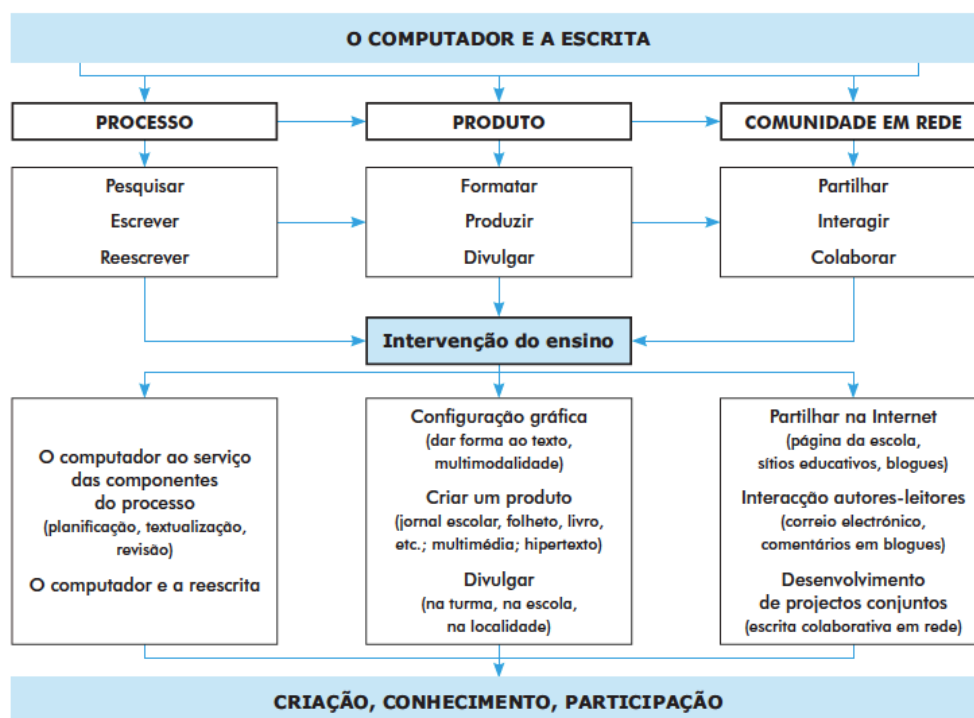 O COMPUTADOR E A ESCRITA
PROCESSO
PRODUTO
COMUNIDADE EM REDE
Pesquisar
Escrever
Reescrever
Formatar
Produzir
Divulgar
Partilhar
Interagir
Colaborar
Intervenção do ensino
O computador ao serviço
das componentes
do processo
(planificação, textualização,
revisão)
O computador e a reescrita
Configuração gráfica
(dar forma ao texto,
multimodalidade)
Criar um produto
(jornal escolar, folheto, livro,
etc.; multimédia; hipertexto)
Divulgar
(na turma, na escola,
na localidade)
Partilhar na Internet
(página da escola,
sítios educativos, blogues)
Interacção autores-leitores
(correio electrónico,
comentários em blogues)
Desenvolvimento
de projectos conjuntos
(escrita colaborativa em rede)
CRIAÇÃO, CONHECIMENTO, PARTICIPAÇÃO